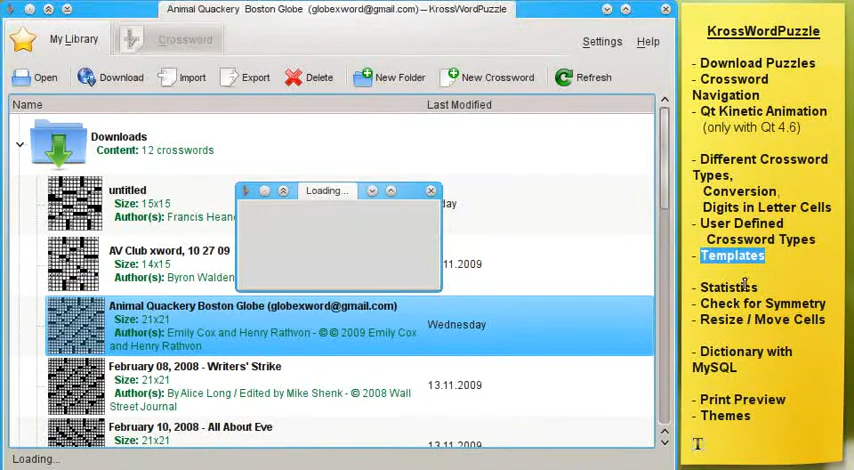 Animal Quackery Boston Globe (globexword@gmail.com) – KrossWordPuzzle
My Library
Crossword
Settings
Help
Open
Download
Import
Export
Delete
New Folder
New Crossword
Refresh
Name
Last Modified
Downloads
Content: 12 crosswords
untitled
Size: 15x15
Author(s): Francis Hean
day
Loading...
AV Club xword, 10 27 09
Size: 14x15
Author(s): Byron Walden
.11.2009
Animal Quackery Boston Globe (globexword@gmail.com)
Size: 21x21
Author(s): Emily Cox and Henry Rathvon - © © 2009 Emily Cox
and Henry Rathvon
Wednesday
February 08, 2008 - Writers' Strike
Size: 21x21
Author(s): By Alice Long / Edited by Mike Shenk - © 2008 Wall
Street Journal
13.11.2009
February 10, 2008 - All About Eve
Size: 21x21
13.11.2009
Loading...
KrossWordPuzzle
- Download Puzzles
- Crossword
Navigation
- Qt Kinetic Animation
(only with Qt 4.6)
- Different Crossword
Types,
Conversion,
Digits in Letter Cells
- User Defined
Crossword Types
- Templates
- Statistics
- Check for Symmetry
- Resize / Move Cells
- Dictionary with
MySQL
- Print Preview
- Themes
T